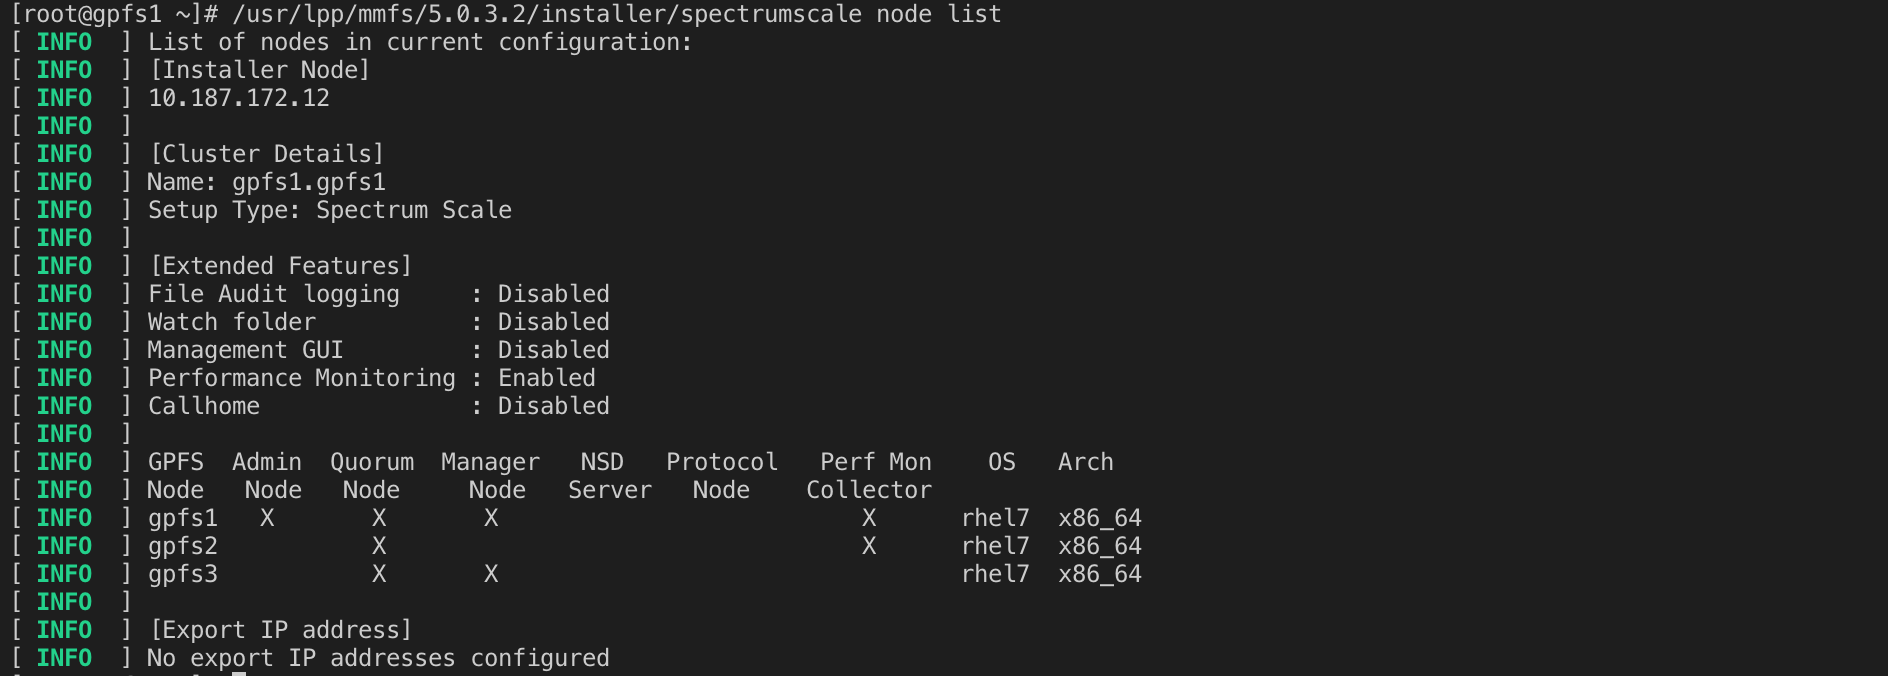 [root@gpfs1 ~]# /usr/lpp/mmfs/5.0.3.2/installer/spectrumscale node list
[ INFO  ] List of nodes in current configuration:
[ INFO  ] [Installer Node]
[ INFO  ] 10.187.172.12
[ INFO  ]
[ INFO  ] [Cluster Details]
[ INFO  ] Name: gpfs1.gpfs1
[ INFO  ] Setup Type: Spectrum Scale
[ INFO  ]
[ INFO  ] [Extended Features]
[ INFO  ] File Audit logging     : Disabled
[ INFO  ] Watch folder           : Disabled
[ INFO  ] Management GUI         : Disabled
[ INFO  ] Performance Monitoring : Enabled
[ INFO  ] Callhome               : Disabled
[ INFO  ]
[ INFO  ] GPFS  Admin  Quorum  Manager   NSD   Protocol   Perf Mon    OS   Arch
[ INFO  ] Node   Node   Node     Node   Server   Node    Collector
[ INFO  ] gpfs1   X       X       X                          X      rhel7  x86_64
[ INFO  ] gpfs2           X                                  X      rhel7  x86_64
[ INFO  ] gpfs3           X       X                                 rhel7  x86_64
[ INFO  ]
[ INFO  ] [Export IP address]
[ INFO  ] No export IP addresses configured